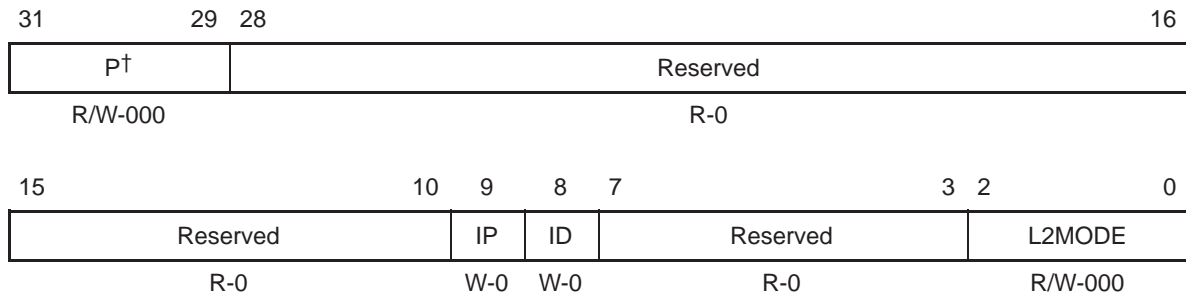 31 29 28 16
P† Reserved
R/W-000 R-0
15 10 9 8 7 3 2 0
Reserved IP ID Reserved L2MODE
R-0 W-0 W-0 R-0 R/W-000